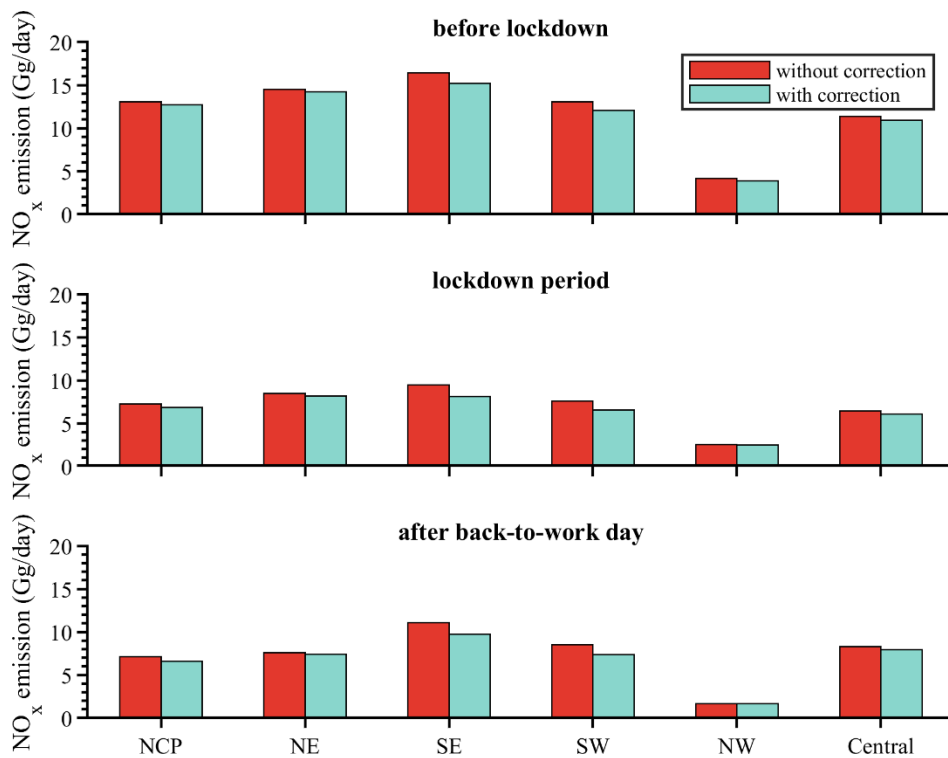 before lockdown
NOx emission (Gg/day)
20
15
10
5
0
without correction
with correction
lockdown period
NOx emission (Gg/day)
20
15
10
5
0
after back-to-work day
NOx emission (Gg/day)
20
15
10
5
0
NCP NE SE SW NW Central